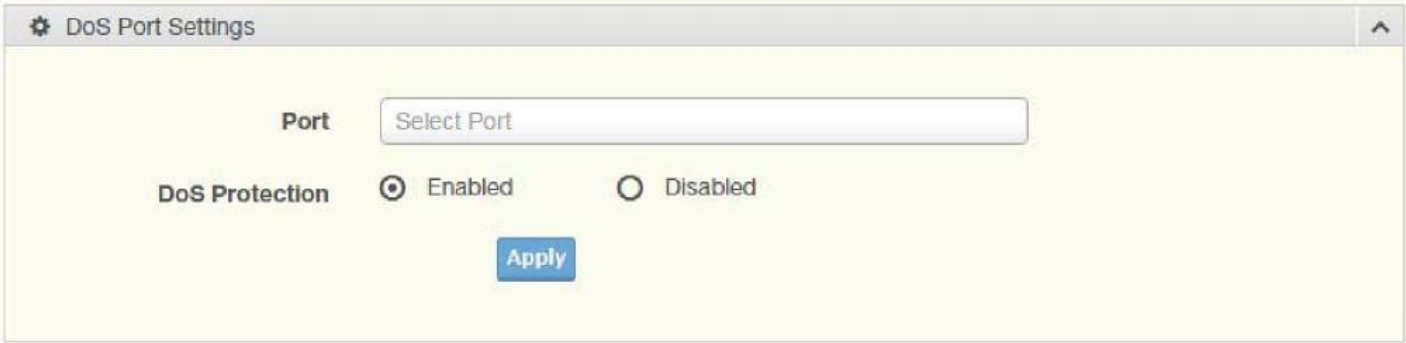 DoS Port Settings
Port Select Port
DoS Protection Enabled Disabled
Apply